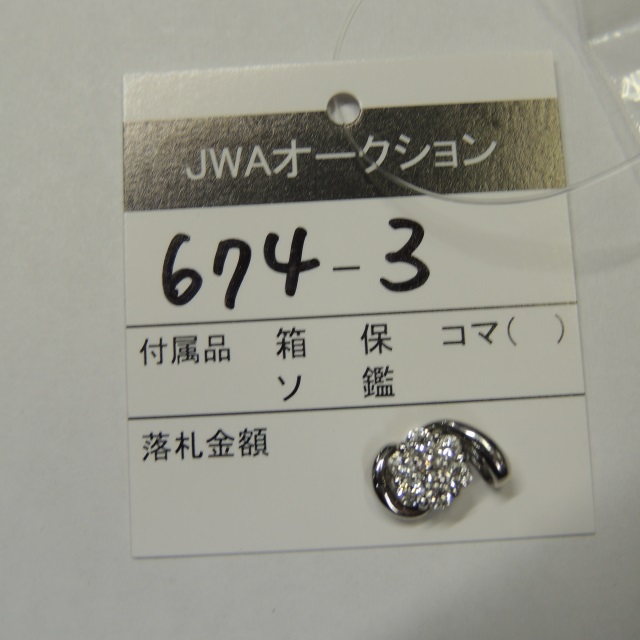 JWAオークション
674-3
付属品 箱 保 コマ( )
ソ 鑑
落札金額